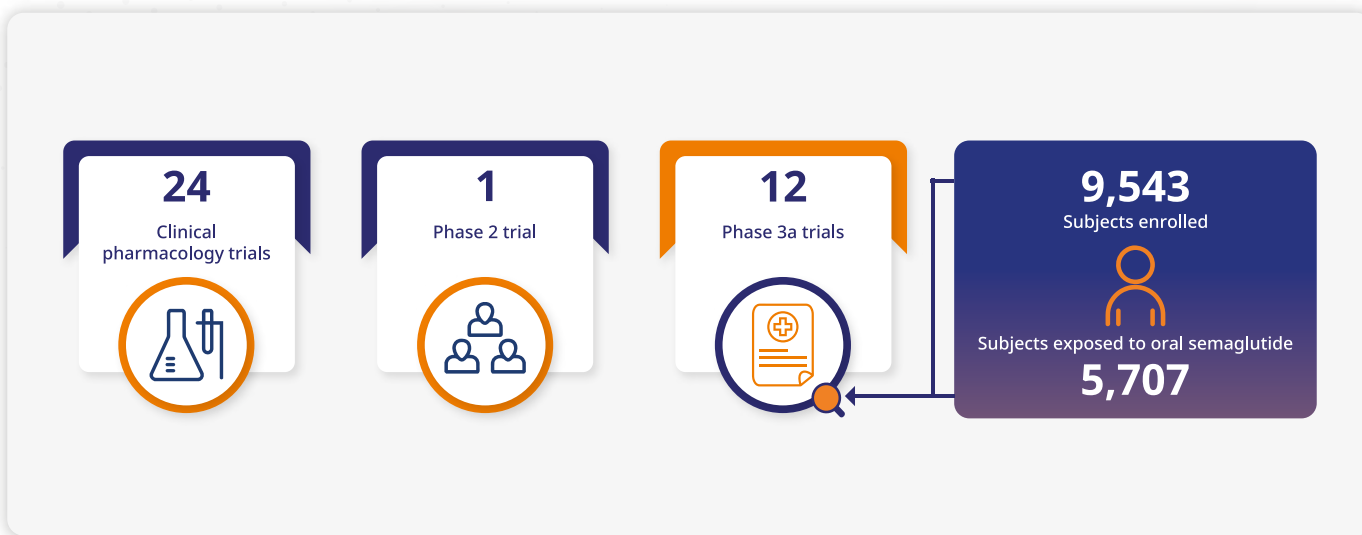 24
Clinical
pharmacology trials
1
Phase 2 trial
12
Phase 3a trials
9,543
Subjects enrolled
Subjects exposed to oral semaglutide
5,707